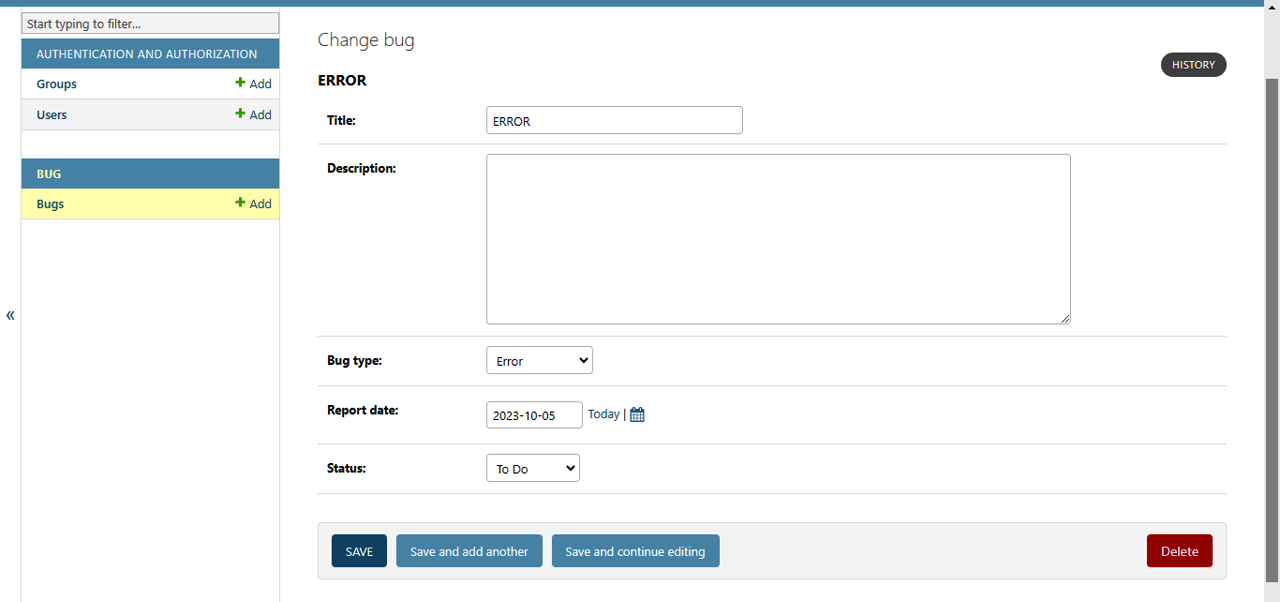 Start typing to filter...
AUTHENTICATION AND AUTHORIZATION
Groups + Add
Users + Add
BUG
Bugs + Add
«
Change bug
HISTORY
ERROR
Title: ERROR
Description:
Bug type: Error
Report date: 2023-10-05 Today |
Status: To Do
SAVE Save and add another Save and continue editing Delete